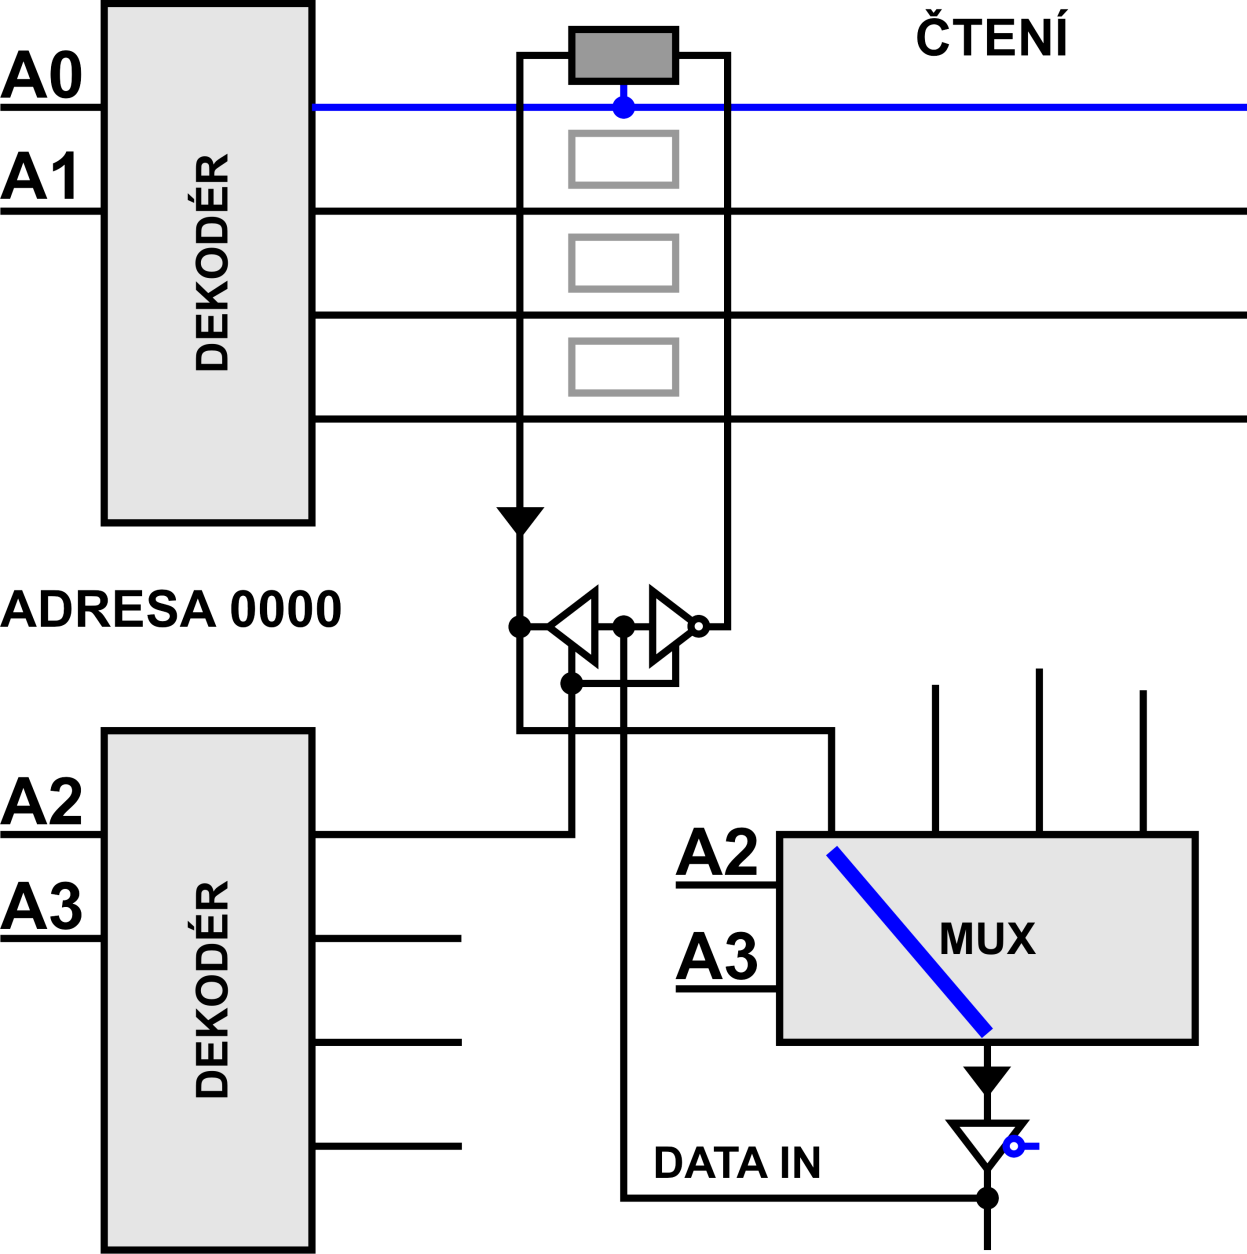 ČTENÍ
A0
A1
DEKODÉR
ADRESA 0000
A2
A3
DEKODÉR
A2
A3
MUX
DATA IN